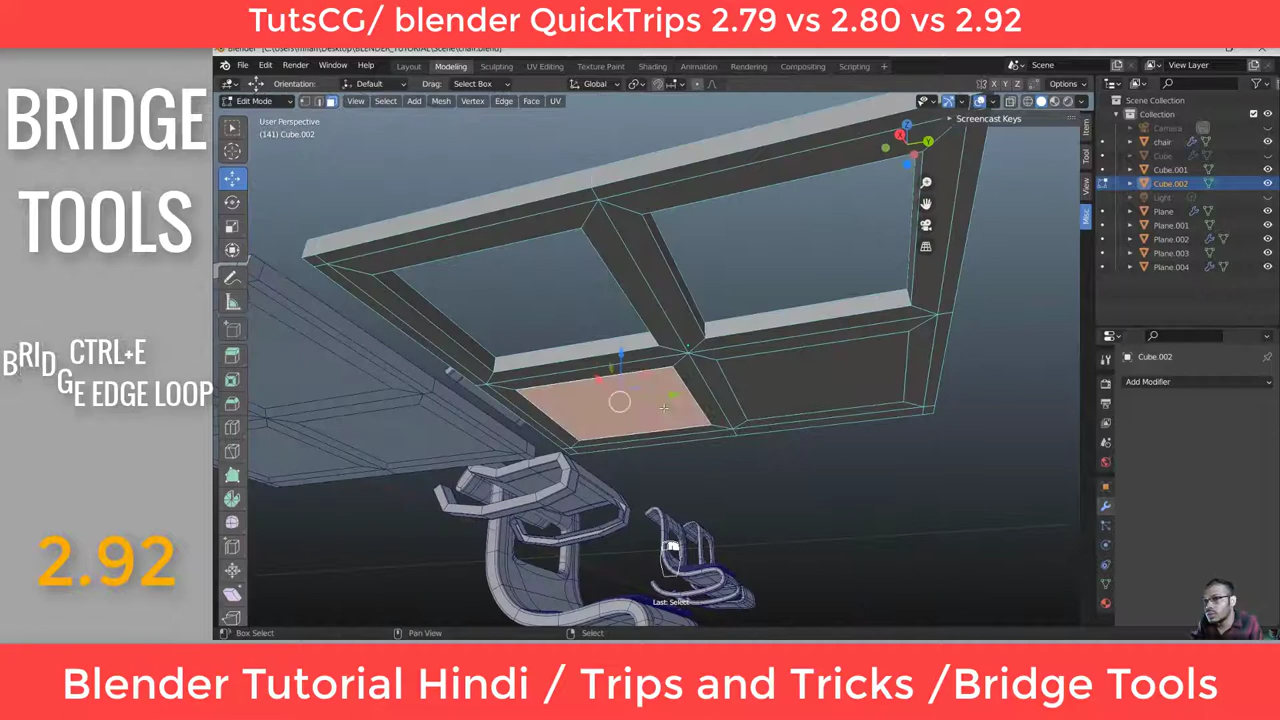 TutsCG/ blender QuickTrips 2.79 vs 2.80 vs 2.92
BRIDGE
TOOLS
BRIDGE CTRL+E
EDGE LOOP
2.92
File Edit Render Window Help Layout Modeling Sculpting UV Editing Texture Paint Shading Animation Rendering Compositing Scripting + Scene View Layer
Orientation: Default Drag: Select Box Global X Y Z Options
Edit Mode View Select Add Mesh Vertex Edge Face UV
User Perspective
(141) Cube.002
Screencast Keys
Item
Tool
View
Misc
Scene Collection
Collection
Camera
chair
Cube
Cube.001
Cube.002
Light
Plane
Plane.001
Plane.002
Plane.003
Plane.004
Cube.002
Add Modifier
Last: Select
Box Select Pan View Select
Blender Tutorial Hindi / Trips and Tricks /Bridge Tools